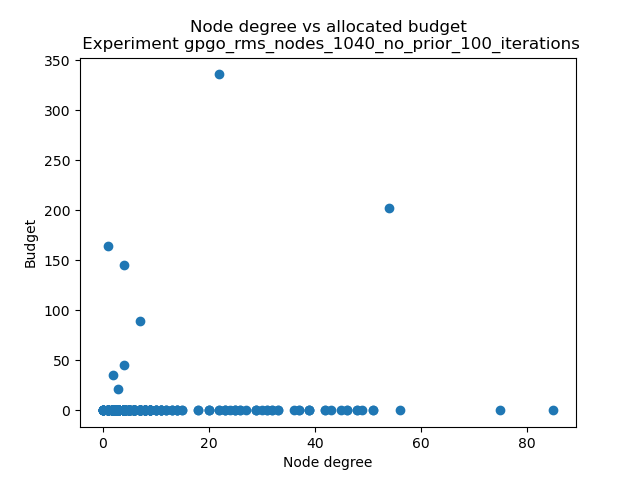 Node degree vs allocated budget
Experiment gpgo_rms_nodes_1040_no_prior_100_iterations
350
300
250
200
150
100
50
0
Budget
0 20 40 60 80
Node degree